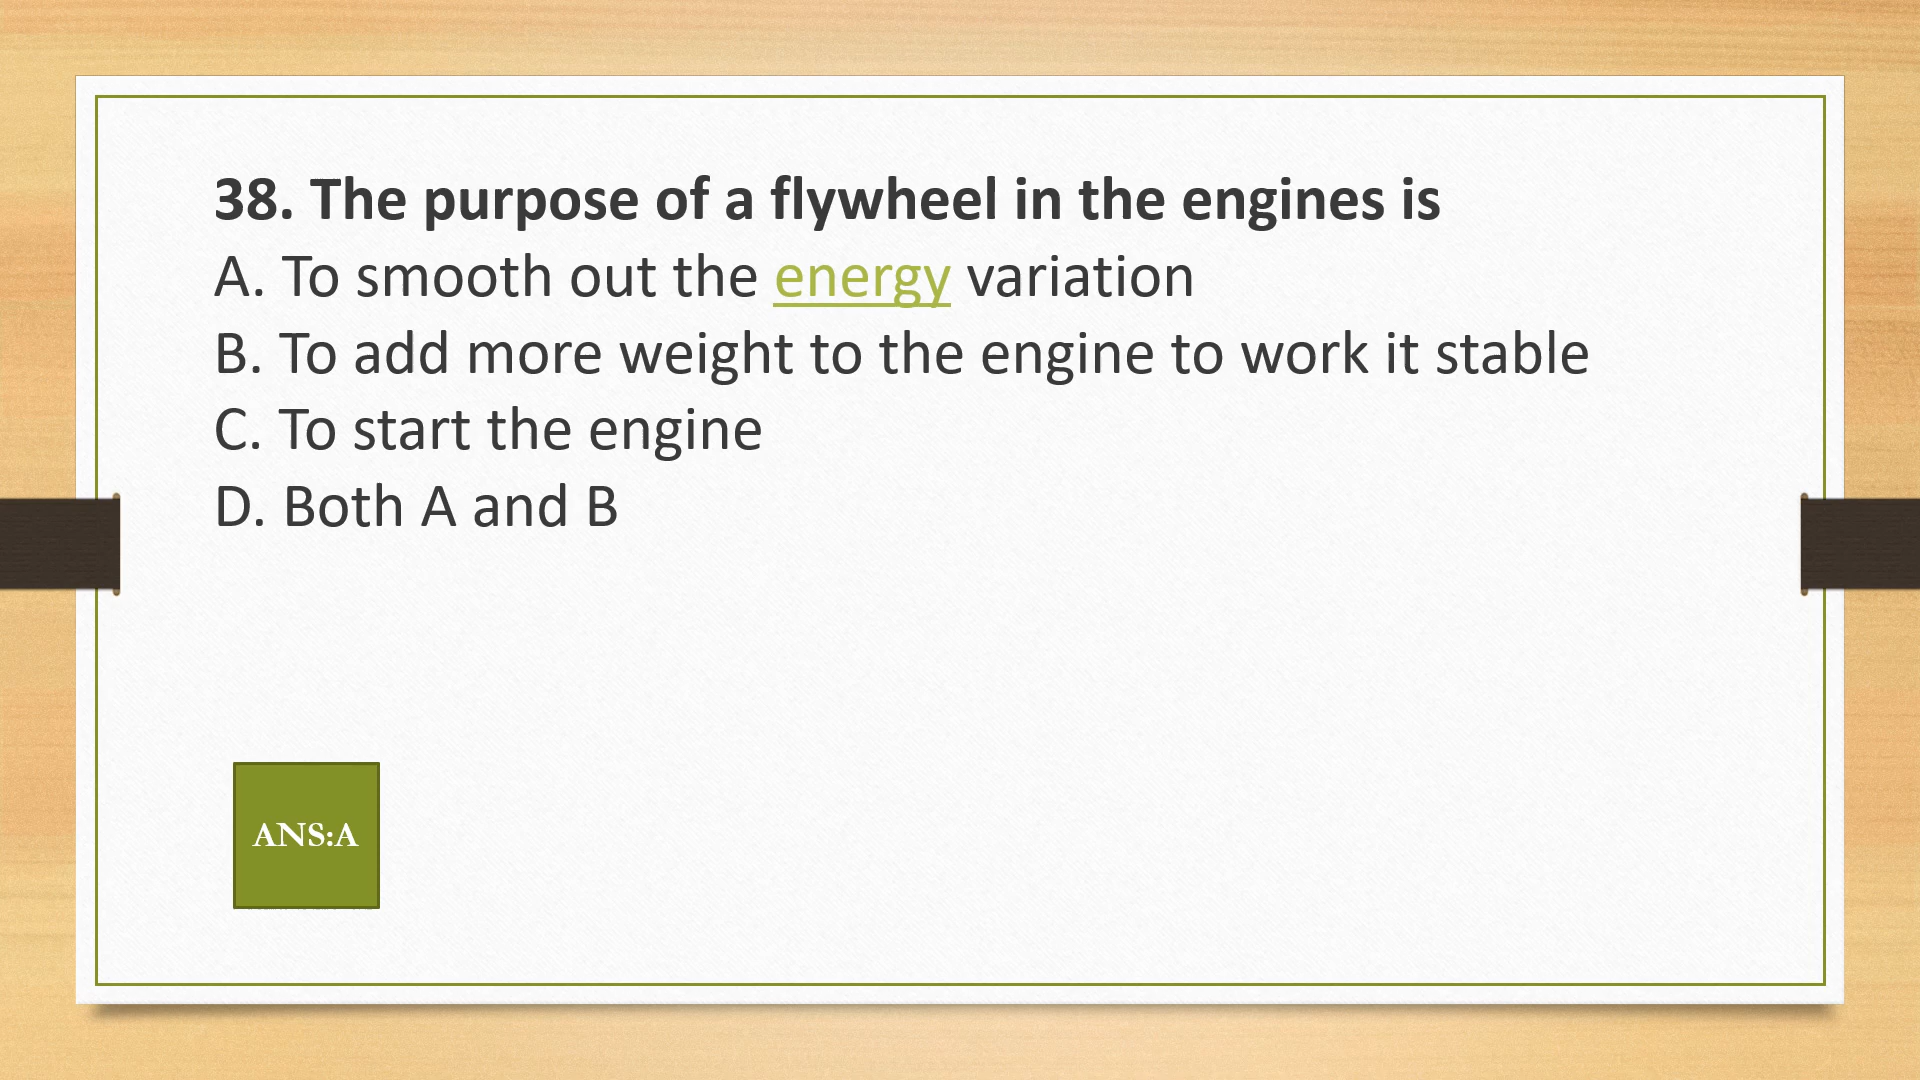 38. The purpose of a flywheel in the engines is
A. To smooth out the energy variation
B. To add more weight to the engine to work it stable
C. To start the engine
D. Both A and B
ANS:A